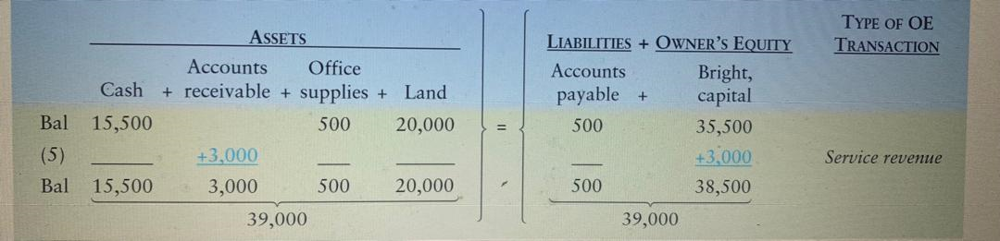 TYPE OF OE
ASSETS LIABILITIES + OWNER'S EQUITY TRANSACTION
Accounts Office Accounts Bright,
Cash + receivable + supplies + Land payable + capital
Bal 15,500 500 20,000 = 500 35,500
(5) +3,000 +3,000 Service revenue
Bal 15,500 3,000 500 20,000 500 38,500
39,000 39,000